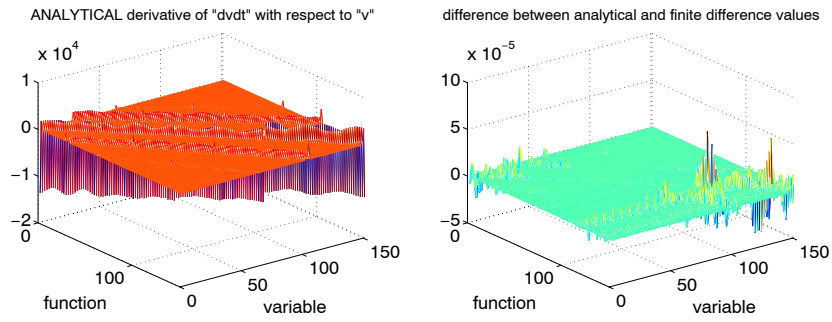 ANALYTICAL derivative of "dvdt" with respect to "v"
x 10^4
1
0
−1
−2
0
100
function
0
50
100
150
variable
difference between analytical and finite difference values
x 10^-5
10
5
0
−5
0
100
function
0
50
100
150
variable